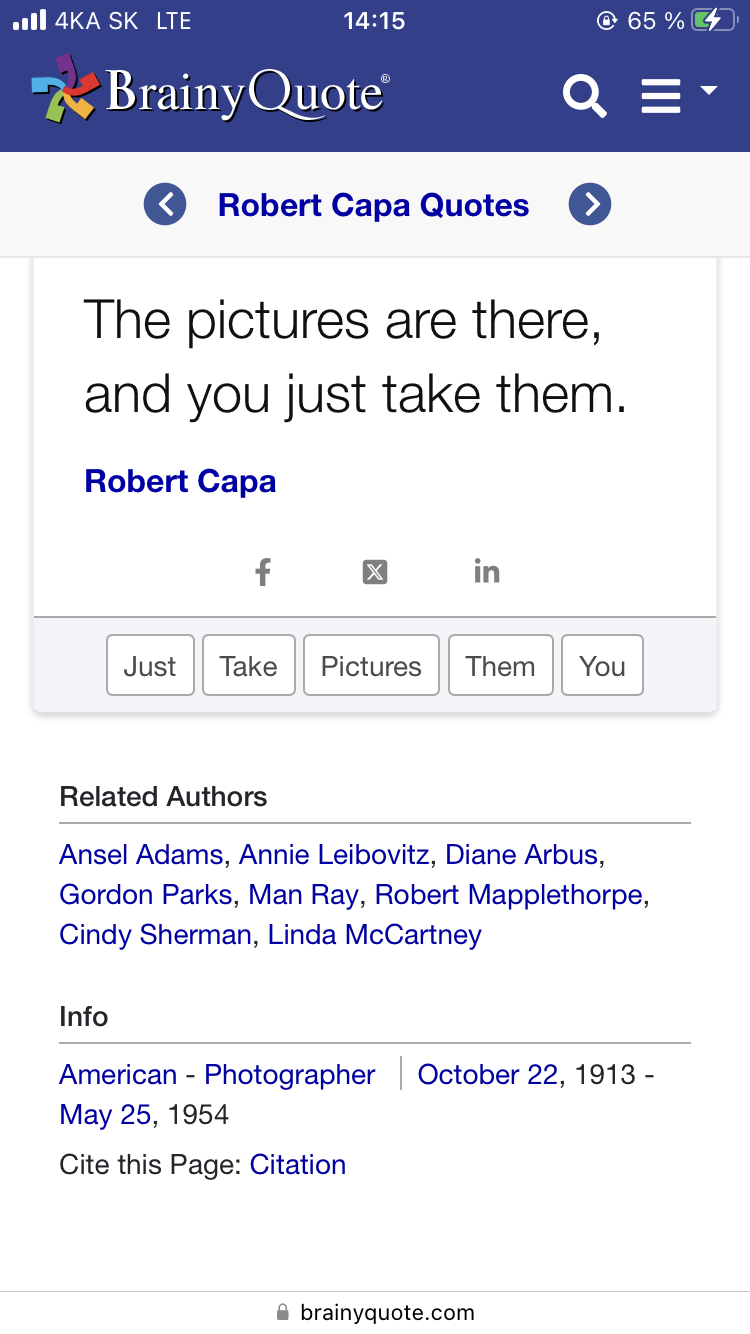 4KA SK LTE 14:15 65 %
BrainyQuote®
Robert Capa Quotes
The pictures are there,
and you just take them.
Robert Capa
f X in
Just Take Pictures Them You
Related Authors
Ansel Adams, Annie Leibovitz, Diane Arbus,
Gordon Parks, Man Ray, Robert Mapplethorpe,
Cindy Sherman, Linda McCartney
Info
American - Photographer | October 22, 1913 -
May 25, 1954
Cite this Page: Citation
brainyquote.com